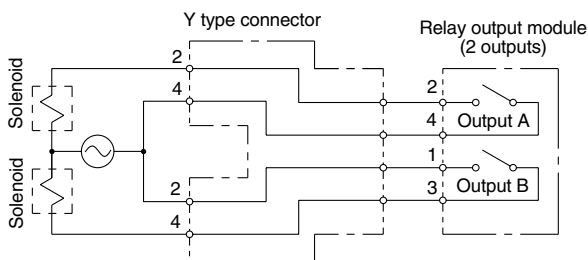 Y type connector
Relay output module
(2 outputs)
Solenoid
2
4
2
4
Output A
1
3
Output B
Solenoid
2
4